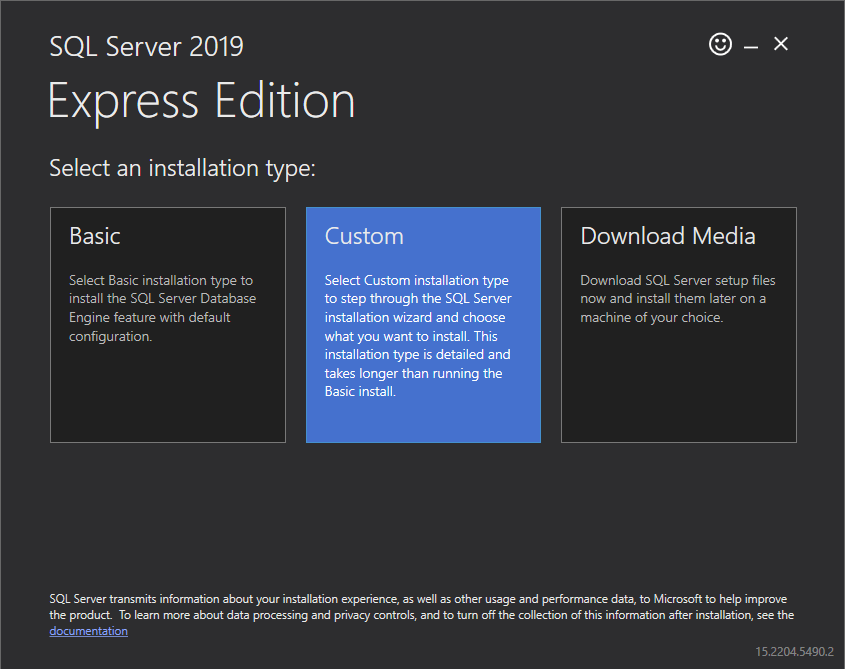 SQL Server 2019
Express Edition
Select an installation type:
Basic
Select Basic installation type to
install the SQL Server Database
Engine feature with default
configuration.
Custom
Select Custom installation type
to step through the SQL Server
installation wizard and choose
what you want to install. This
installation type is detailed and
takes longer than running the
Basic install.
Download Media
Download SQL Server setup files
now and install them later on a
machine of your choice.
SQL Server transmits information about your installation experience, as well as other usage and performance data, to Microsoft to help improve
the product.  To learn more about data processing and privacy controls, and to turn off the collection of this information after installation, see the
documentation
15.2204.5490.2